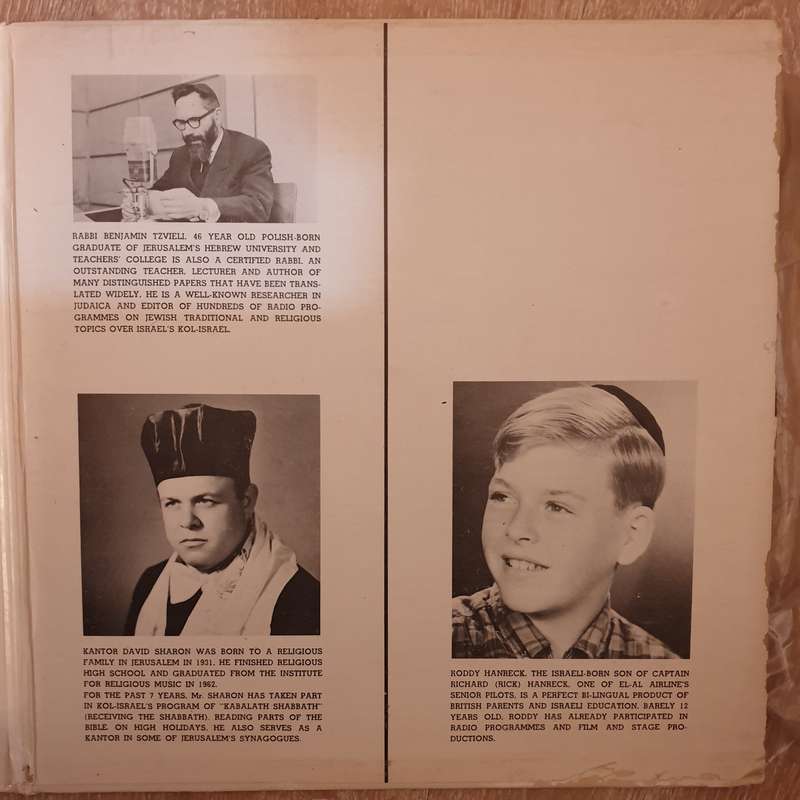 RABBI BENJAMIN TZVIELI, 46 YEAR OLD POLISH-BORN
GRADUATE OF JERUSALEM'S HEBREW UNIVERSITY AND
TEACHERS' COLLEGE IS ALSO A CERTIFIED RABBI, AN
OUTSTANDING TEACHER, LECTURER AND AUTHOR OF
MANY DISTINGUISHED PAPERS THAT HAVE BEEN TRANS-
LATED WIDELY. HE IS A WELL-KNOWN RESEARCHER IN
JUDAICA AND EDITOR OF HUNDREDS OF RADIO PRO-
GRAMMES ON JEWISH TRADITIONAL AND RELIGIOUS
TOPICS OVER ISRAEL'S KOL-ISRAEL.
KANTOR DAVID SHARON WAS BORN TO A RELIGIOUS
FAMILY IN JERUSALEM IN 1931. HE FINISHED RELIGIOUS
HIGH SCHOOL AND GRADUATED FROM THE INSTITUTE
FOR RELIGIOUS MUSIC IN 1962.
FOR THE PAST 7 YEARS, Mr. SHARON HAS TAKEN PART
IN KOL-ISRAEL'S PROGRAM OF "KABALATH SHABBATH"
(RECEIVING THE SHABBATH), READING PARTS OF THE
BIBLE. ON HIGH HOLIDAYS, HE ALSO SERVES AS A
KANTOR IN SOME OF JERUSALEM'S SYNAGOGUES.
RODDY HANRECK, THE ISRAELI-BORN SON OF CAPTAIN
RICHARD (RICK) HANRECK, ONE OF EL-AL AIRLINE'S
SENIOR PILOTS, IS A PERFECT BI-LINGUAL PRODUCT OF
BRITISH PARENTS AND ISRAELI EDUCATION. BARELY 12
YEARS OLD, RODDY HAS ALREADY PARTICIPATED IN
RADIO PROGRAMMES AND FILM AND STAGE PRO-
DUCTIONS.